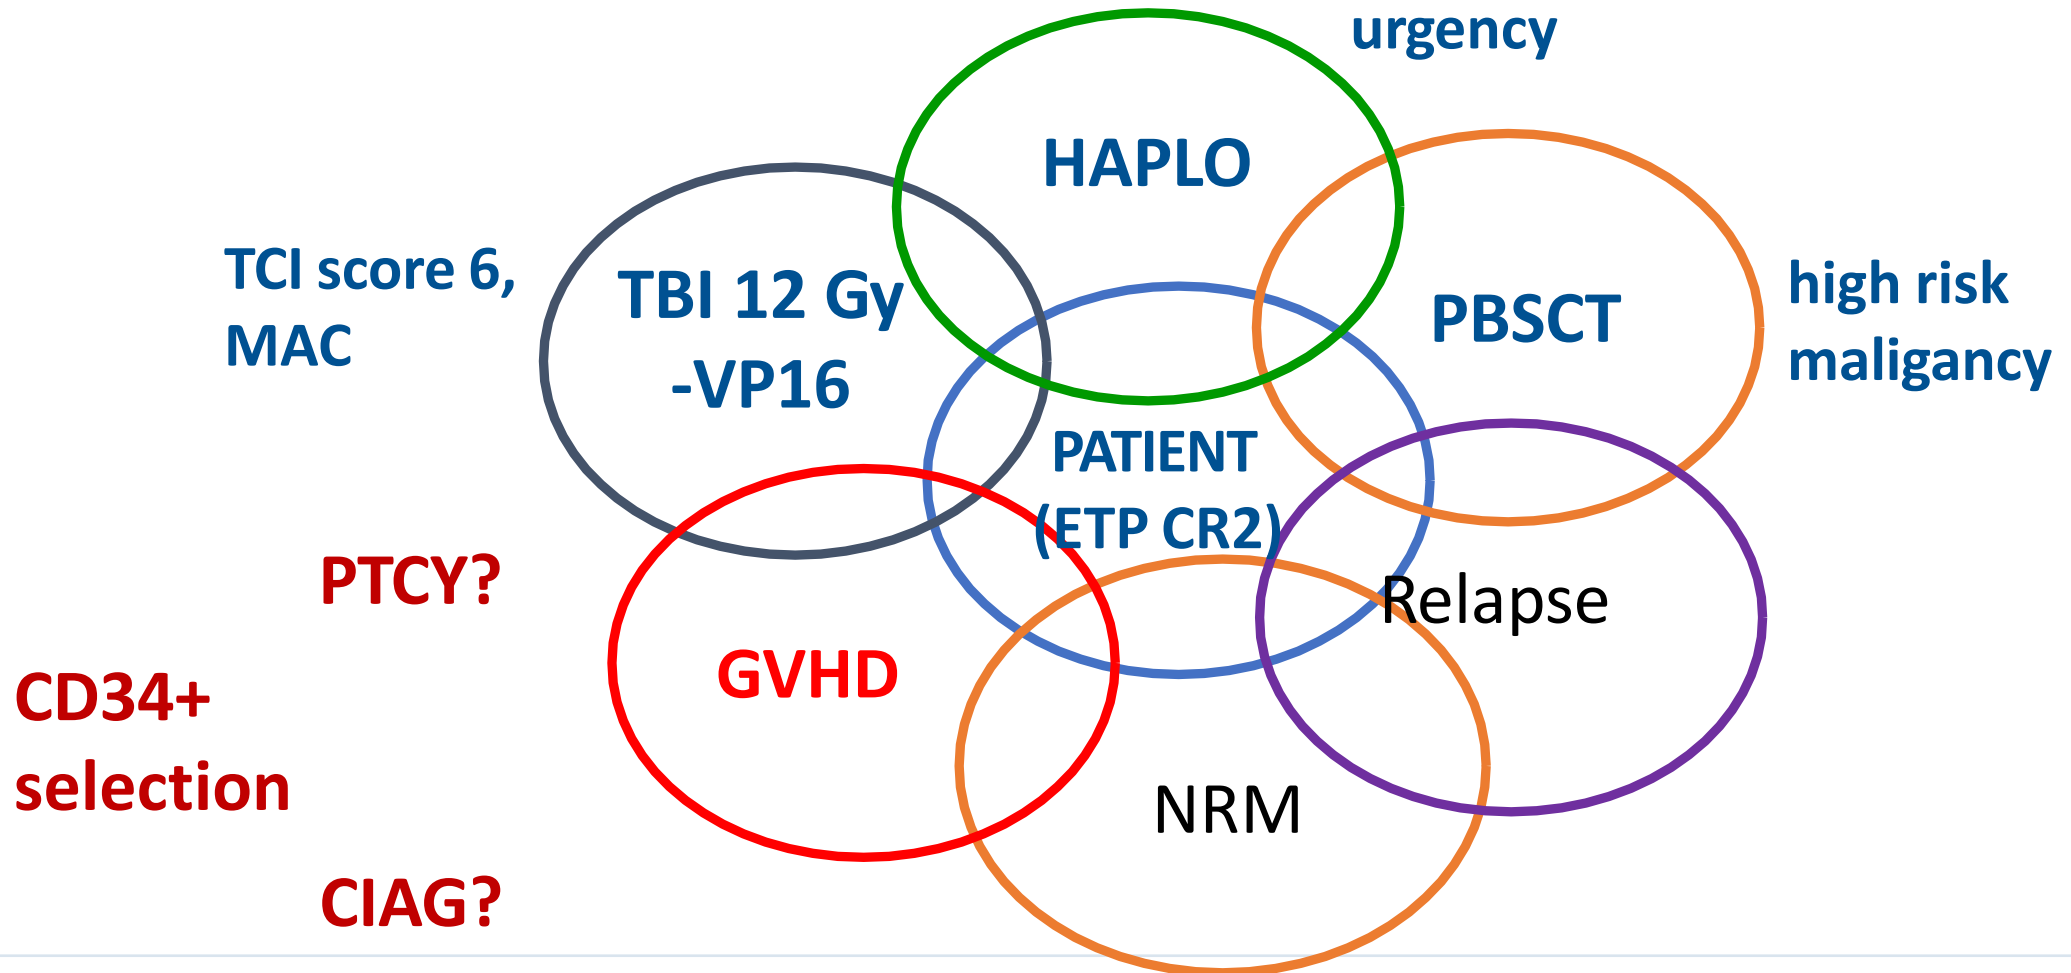 urgency
HAPLO
TCI score 6,
MAC
TBI 12 Gy
-VP16
PBSCT
high risk
maligancy
PATIENT
(ETP CR2)
PTCY?
Relapse
CD34+
selection
GVHD
NRM
CIAG?